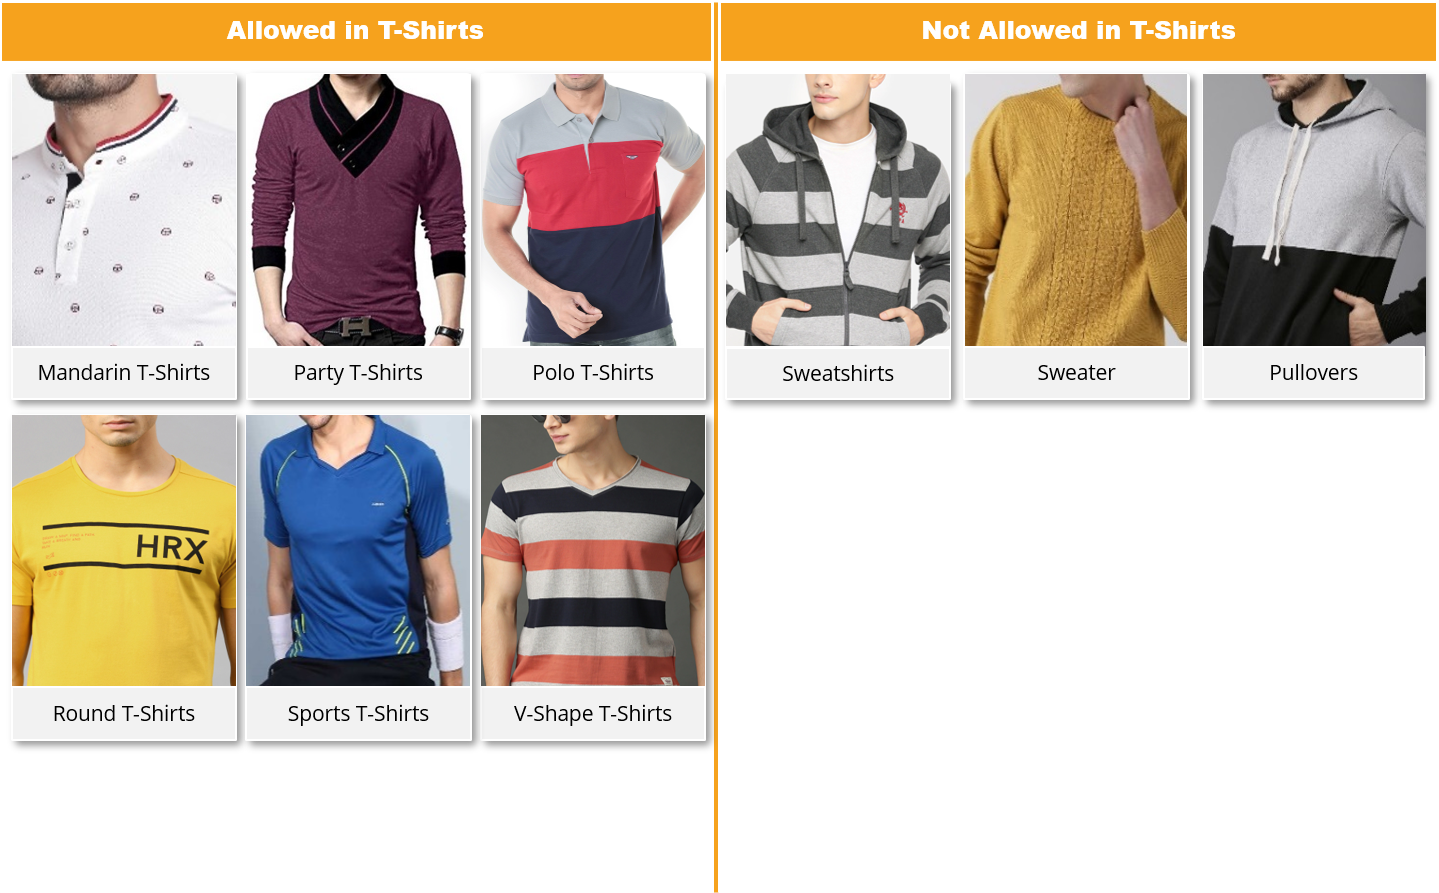 Allowed in T-Shirts
Not Allowed in T-Shirts
Mandarin T-Shirts
Party T-Shirts
Polo T-Shirts
Sweatshirts
Sweater
Pullovers
HRX
Round T-Shirts
Sports T-Shirts
V-Shape T-Shirts